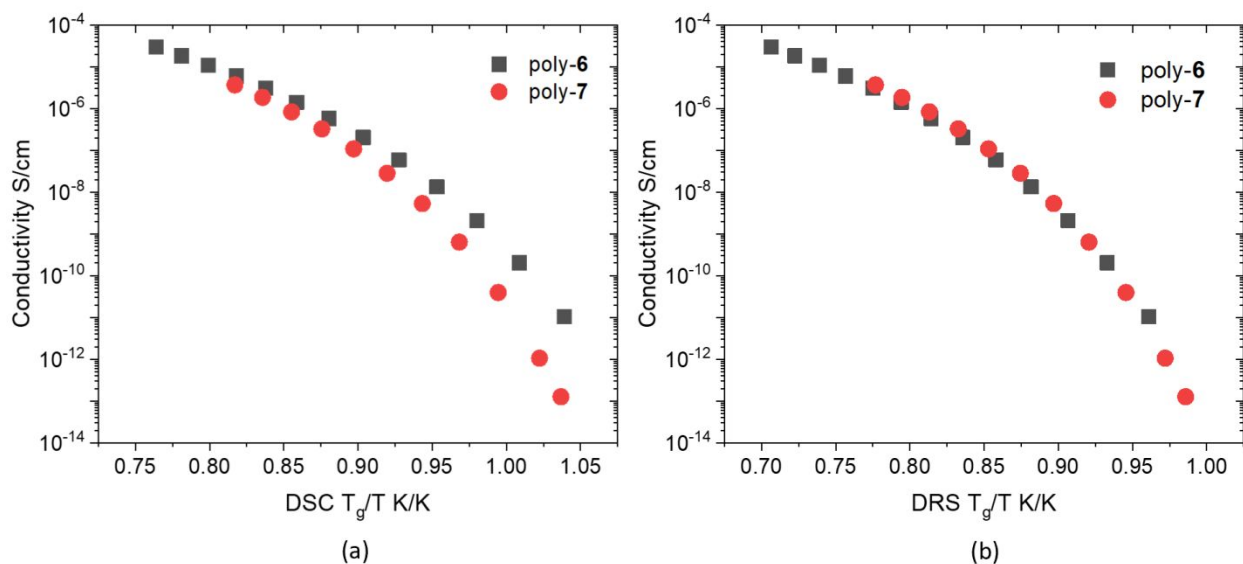 10⁻⁴
10⁻⁶
10⁻⁸
10⁻¹⁰
10⁻¹²
10⁻¹⁴
Conductivity S/cm
poly-6
poly-7
0.75 0.80 0.85 0.90 0.95 1.00 1.05
DSC Tg/T K/K
(a)
10⁻⁴
10⁻⁶
10⁻⁸
10⁻¹⁰
10⁻¹²
10⁻¹⁴
Conductivity S/cm
poly-6
poly-7
0.70 0.75 0.80 0.85 0.90 0.95 1.00
DRS Tg/T K/K
(b)